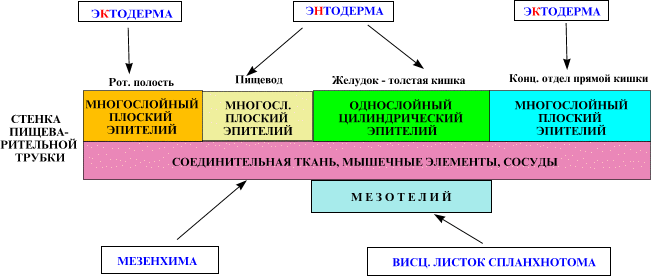 ЭКТОДЕРМА
ЭНТОДЕРМА
ЭКТОДЕРМА
Рот. полость
Пищевод
Желудок - толстая кишка
Конц. отдел прямой кишки
СТЕНКА
ПИЩЕВА-
РИТЕЛЬНОЙ
ТРУБКИ
МНОГОСЛОЙНЫЙ
ПЛОСКИЙ
ЭПИТЕЛИЙ
МНОГОСЛ.
ПЛОСКИЙ
ЭПИТЕЛИЙ
ОДНОСЛОЙНЫЙ
ЦИЛИНДРИЧЕСКИЙ
ЭПИТЕЛИЙ
МНОГОСЛОЙНЫЙ
ПЛОСКИЙ
ЭПИТЕЛИЙ
СОЕДИНИТЕЛЬНАЯ ТКАНЬ, МЫШЕЧНЫЕ ЭЛЕМЕНТЫ, СОСУДЫ
МЕЗОТЕЛИЙ
МЕЗЕНХИМА
ВИСЦ. ЛИСТОК СПЛАНХНОТОМА